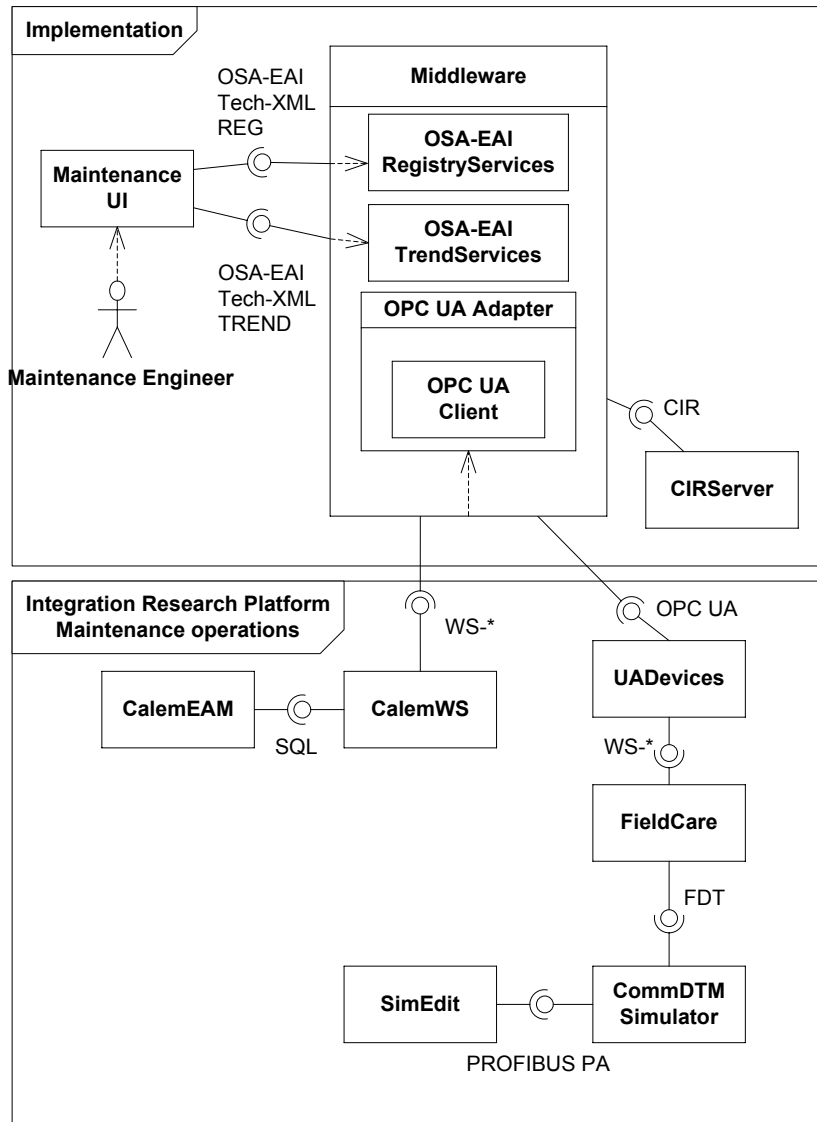 Implementation
OSA-EAI
Tech-XML
REG
Middleware
OSA-EAI
RegistryServices
Maintenance
UI
OSA-EAI
TrendServices
OSA-EAI
Tech-XML
TREND
OPC UA Adapter
OPC UA
Client
Maintenance Engineer
CIR
CIRServer
Integration Research Platform
Maintenance operations
WS-*
OPC UA
CalemEAM
SQL
CalemWS
UADevices
WS-*
FieldCare
FDT
SimEdit
PROFIBUS PA
CommDTM
Simulator